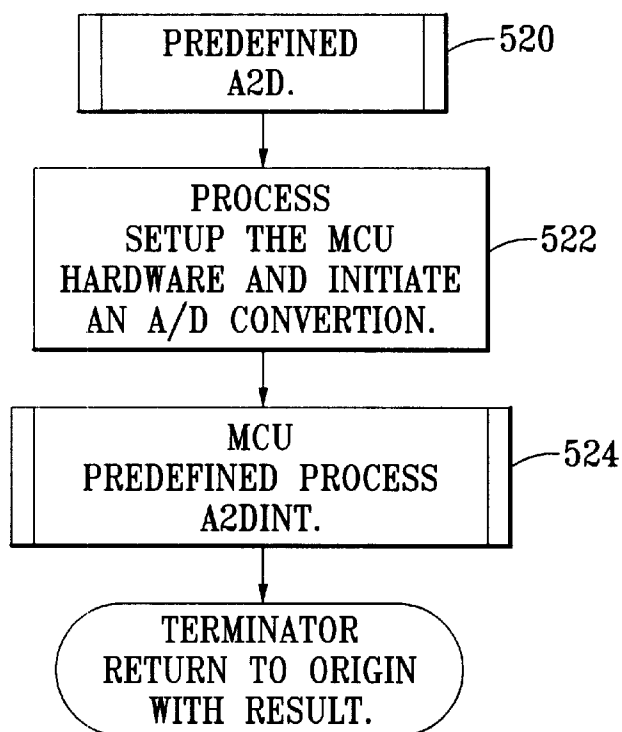 PREDEFINED
A2D.
520
PROCESS
SETUP THE MCU
HARDWARE AND INITIATE
AN A/D CONVERTION.
522
MCU
PREDEFINED PROCESS
A2DINT.
524
TERMINATOR
RETURN TO ORIGIN
WITH RESULT.